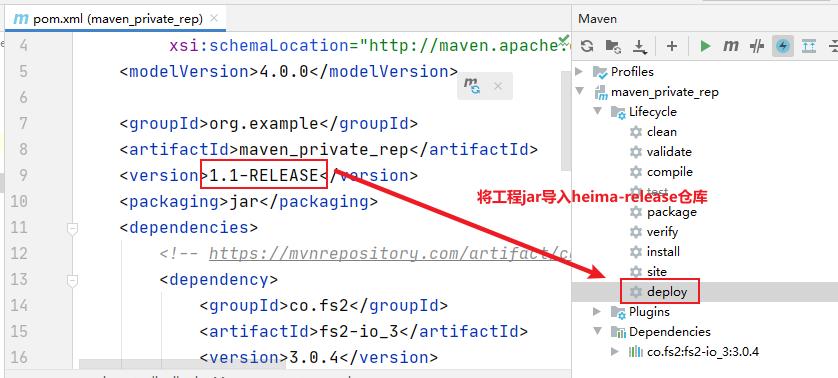 pom.xml (maven_private_rep)
4 xsi:schemaLocation="http://maven.apache.
5 <modelVersion>4.0.0</modelVersion>
6
7 <groupId>org.example</groupId>
8 <artifactId>maven_private_rep</artifactId>
9 <version>1.1-RELEASE</version>
10 <packaging>jar</packaging>
11 <dependencies>
12 <!-- https://mvnrepository.com/artifact/c
13 <dependency>
14 <groupId>co.fs2</groupId>
15 <artifactId>fs2-io_3</artifactId>
16 <version>3.0.4</version>
将工程jar导入heima-release仓库
Maven
Profiles
maven_private_rep
Lifecycle
clean
validate
compile
test
package
verify
install
site
deploy
Plugins
Dependencies
co.fs2:fs2-io_3:3.0.4